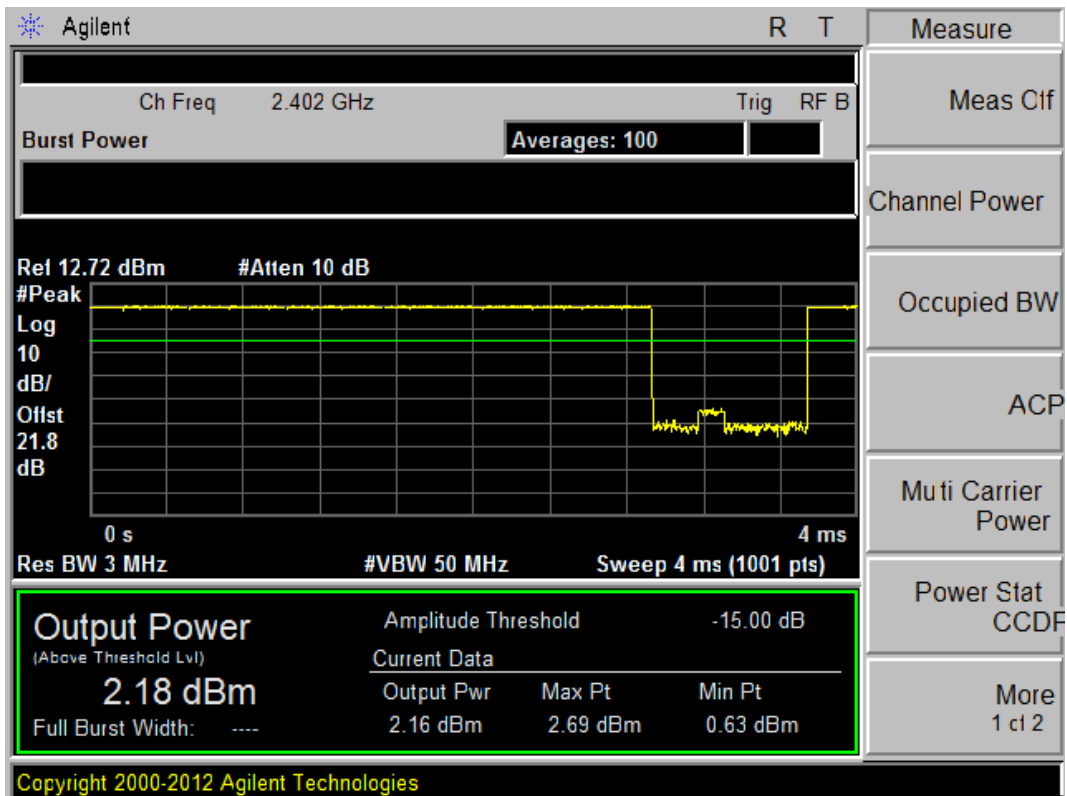 Agilent R T
Ch Freq 2.402 GHz Trig RF B
Burst Power Averages: 100
Ref 12.72 dBm #Atten 10 dB
#Peak
Log
10
dB/
Offst
21.8
dB
0 s 4 ms
Res BW 3 MHz #VBW 50 MHz Sweep 4 ms (1001 pts)
Output Power
(Above Threshold Lvl)
2.18 dBm
Full Burst Width: ----
Amplitude Threshold -15.00 dB
Current Data
Output Pwr Max Pt Min Pt
2.16 dBm 2.69 dBm 0.63 dBm
Copyright 2000-2012 Agilent Technologies
Measure
Meas Off
Channel Power
Occupied BW
ACP
Multi Carrier
Power
Power Stat
CCDF
More
1 of 2